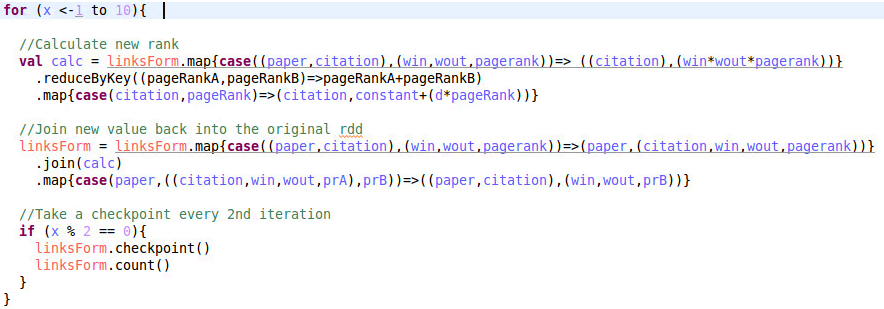 for (x <-1 to 10){
//Calculate new rank
val calc = linksForm.map{case((paper,citation),(win,wout,pagerank))=> ((citation),(win*wout*pagerank))}
.reduceByKey((pageRankA,pageRankB)=>pageRankA+pageRankB)
.map{case(citation,pageRank)=>(citation,constant+(d*pageRank))}
//Join new value back into the original rdd
linksForm = linksForm.map{case((paper,citation),(win,wout,pagerank))=>(paper,(citation,win,wout,pagerank))}
.join(calc)
.map{case(paper,((citation,win,wout,prA),prB))=>((paper,citation),(win,wout,prB))}
//Take a checkpoint every 2nd iteration
if (x % 2 == 0){
linksForm.checkpoint()
linksForm.count()
}
}